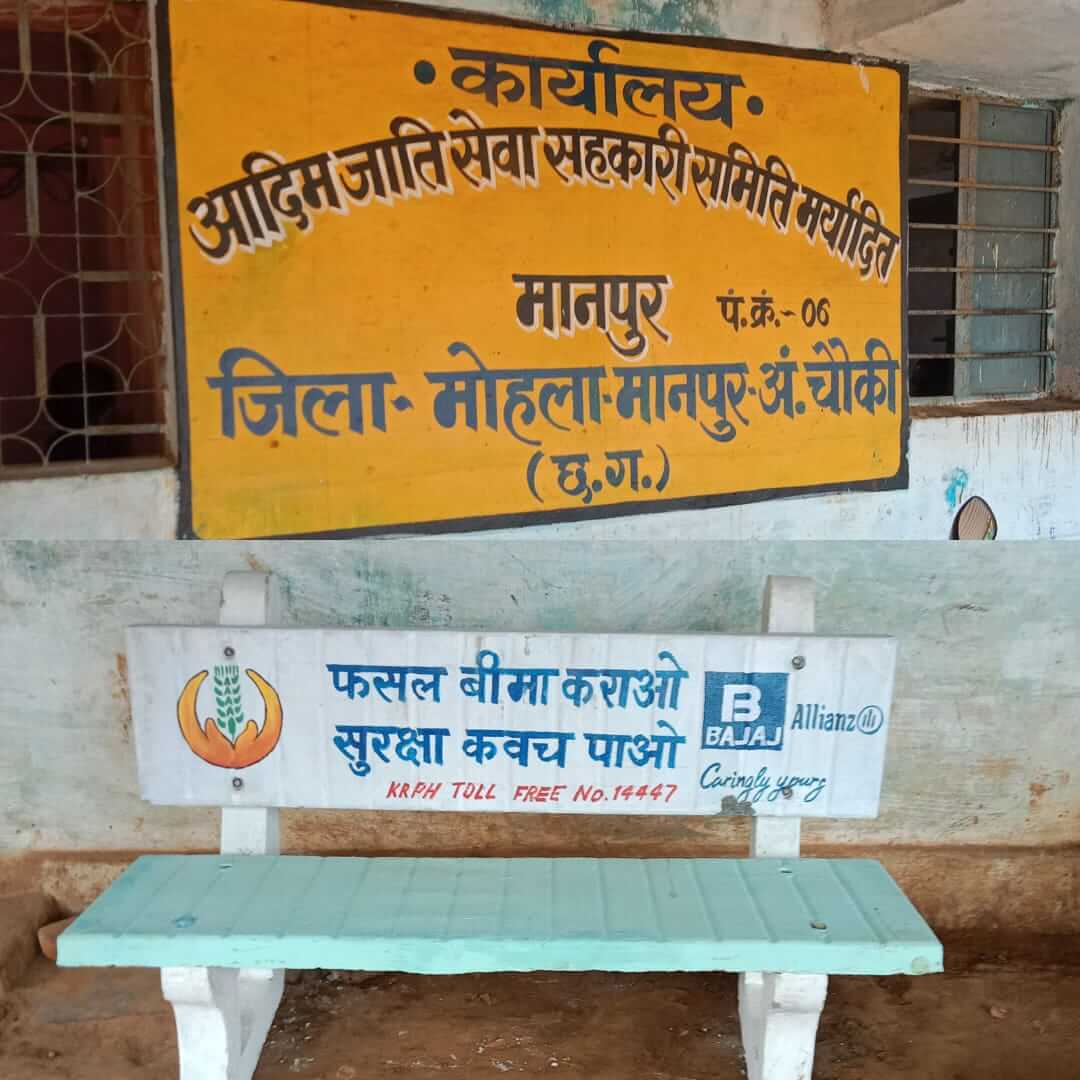 • कार्यालय •
आदिम जाति सेवा सहकारी समिति मर्यादित
मानपुर पं.क्रं.- 06
जिला- मोहला-मानपुर-अं. चौकी
(छ.ग.)
फसल बीमा कराओ
सुरक्षा कवच पाओ
KRPH TOLL FREE No. 14447
B
BAJAJ
Allianz
Caringly yours